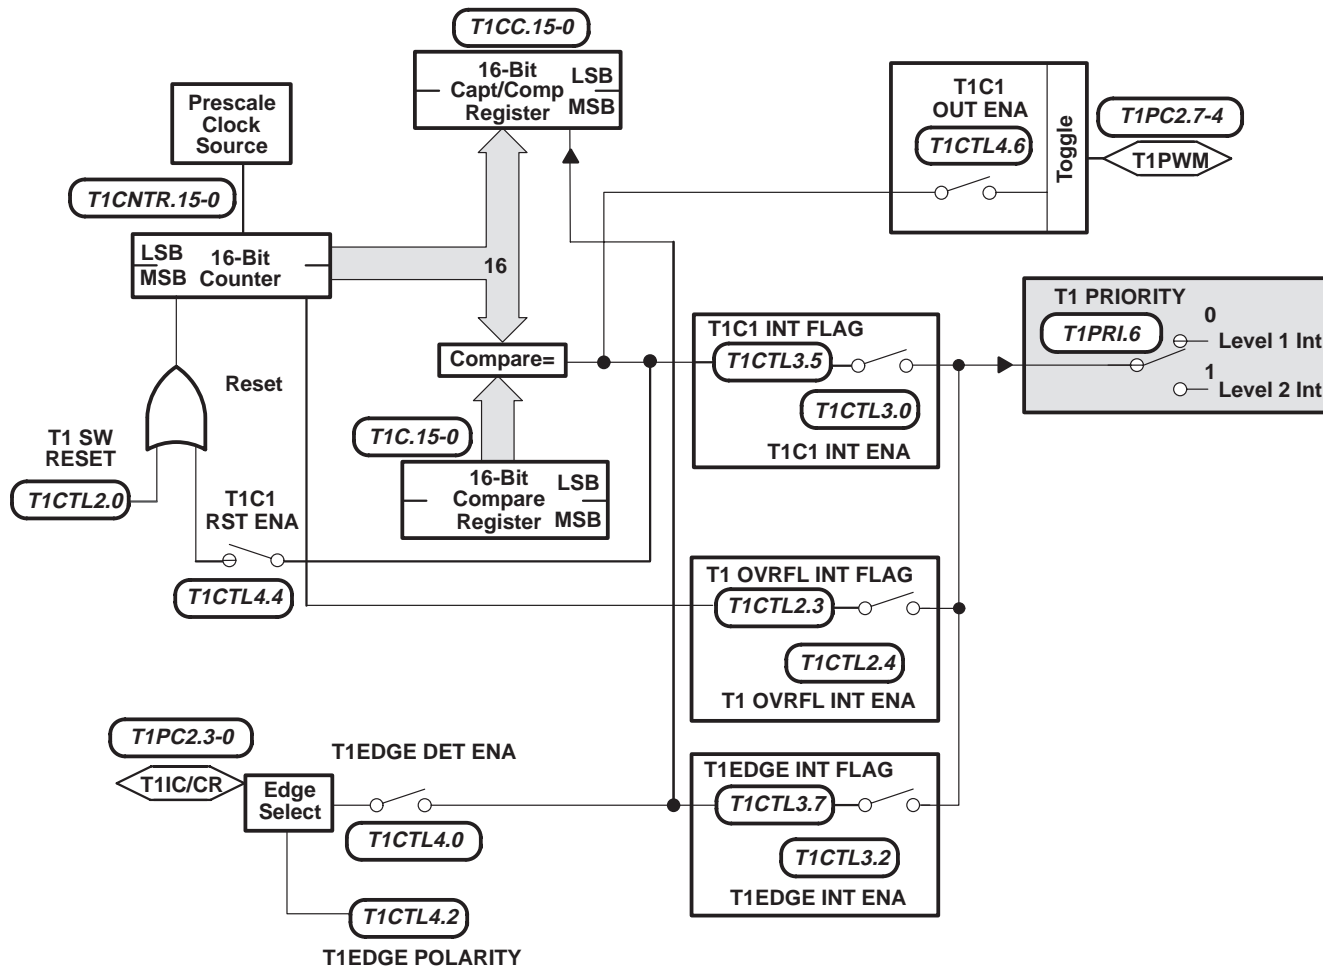 T1CC.15-0
16-Bit
Capt/Comp
Register
LSB
MSB
Prescale
Clock
Source
T1CNTR.15-0
LSB
MSB
16-Bit
Counter
16
T1C1
OUT ENA
T1CTL4.6
Toggle
T1PC2.7-4
T1PWM
T1 PRIORITY
T1PRI.6
0
Level 1 Int
1
Level 2 Int
Compare=
T1C1 INT FLAG
T1CTL3.5
T1CTL3.0
T1C1 INT ENA
Reset
T1 SW
RESET
T1CTL2.0
T1C1
RST ENA
T1CTL4.4
T1C.15-0
16-Bit
Compare
Register
LSB
MSB
T1 OVRFL INT FLAG
T1CTL2.3
T1CTL2.4
T1 OVRFL INT ENA
T1PC2.3-0
T1IC/CR
Edge
Select
T1EDGE DET ENA
T1CTL4.0
T1CTL4.2
T1EDGE POLARITY
T1EDGE INT FLAG
T1CTL3.7
T1CTL3.2
T1EDGE INT ENA